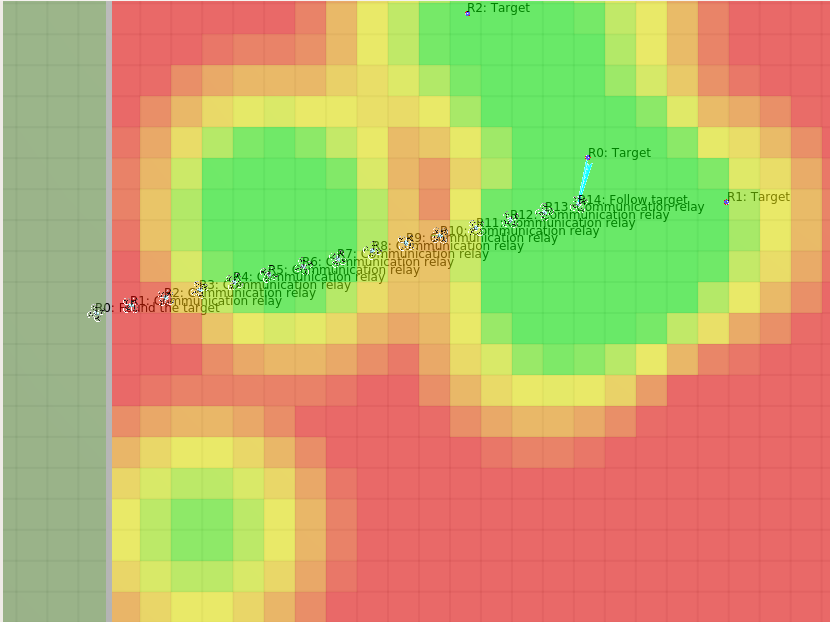 R2: Target
R0: Target
R1: Target
R14: Follow target
R13: Communication relay
R12: Communication relay
R11: Communication relay
R10: Communication relay
R9: Communication relay
R8: Communication relay
R7: Communication relay
R6: Communication relay
R5: Communication relay
R4: Communication relay
R3: Communication relay
R2: Communication relay
R1: Communication relay
R0: Found the target